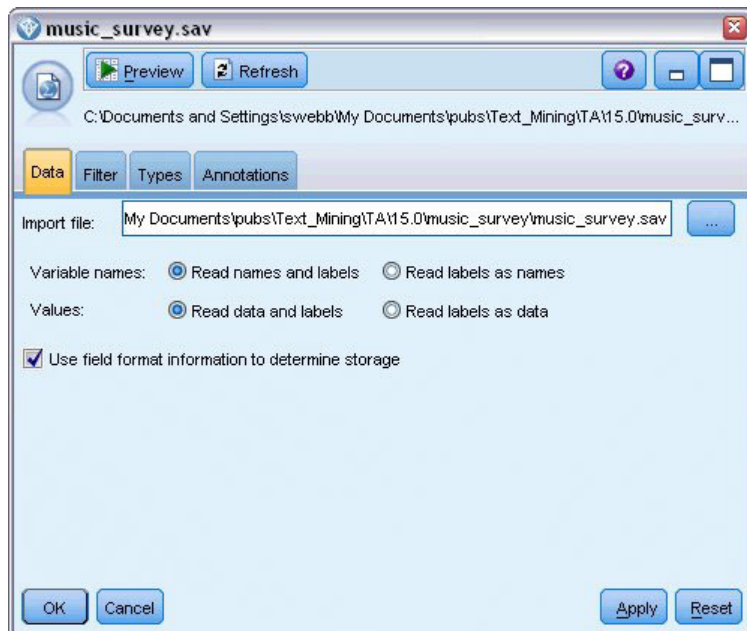 music_survey.sav
Preview Refresh
C:\Documents and Settings\swebb\My Documents\pubs\Text_Mining\TA\15.0\music_surv...
Data Filter Types Annotations
Import file: My Documents\pubs\Text_Mining\TA\15.0\music_survey\music_survey.sav ...
Variable names: Read names and labels Read labels as names
Values: Read data and labels Read labels as data
Use field format information to determine storage
OK Cancel Apply Reset